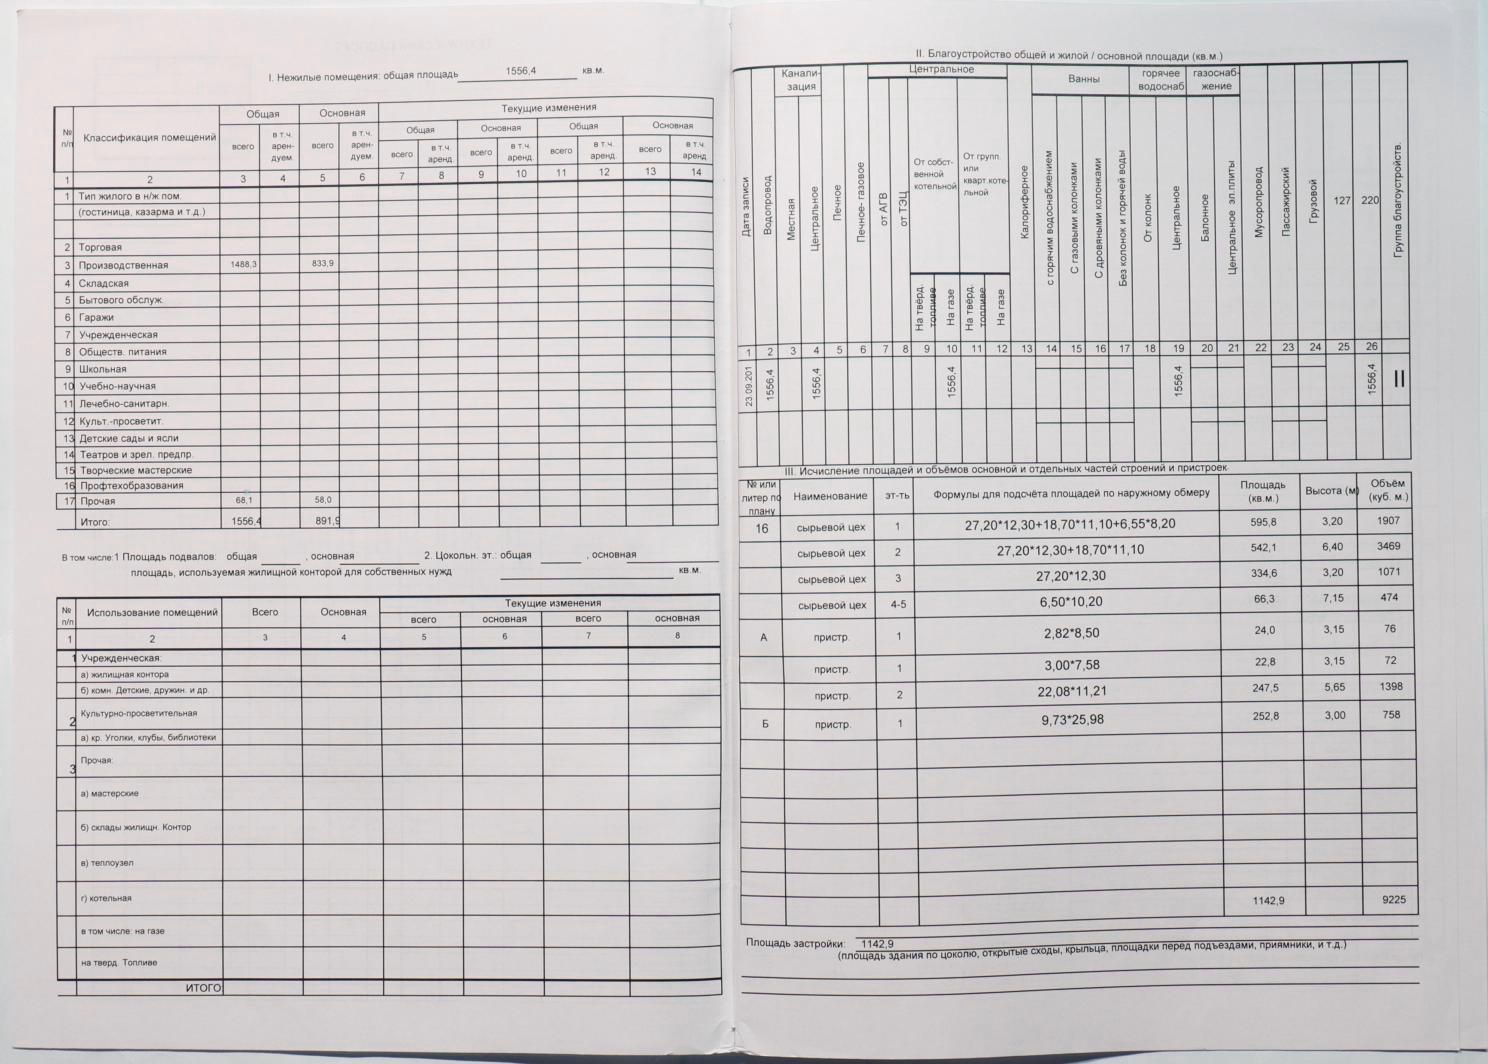 I. Нежилые помещения: общая площадь 1556,4 кв.м.
№ п/п Классификация помещений Общая Основная Текущие изменения
Общая Основная Общая Основная
всего в т.ч. арен- дуем. всего в т.ч. арен- дуем. всего в т.ч. аренд. всего в т.ч. аренд. всего в т.ч. аренд. всего в т.ч. аренд
1 2 3 4 5 6 7 8 9 10 11 12 13 14
1 Тип жилого в н/ж пом.
(гостиница, казарма и т.д.)
2 Торговая
3 Производственная 1488,3 833,9
4 Складская
5 Бытового обслуж.
6 Гаражи
7 Учрежденческая
8 Обществ. питания
9 Школьная
10 Учебно-научная
11 Лечебно-санитарн.
12 Культ.-просветит.
13 Детские сады и ясли
14 Театров и зрел. предпр.
15 Творческие мастерские
16 Профтехобразования
17 Прочая 68,1 58,0
Итого: 1556,4 891,9
В том числе:1 Площадь подвалов: общая , основная 2. Цокольн. эт.: общая , основная
площадь, используемая жилищной конторой для собственных нужд кв.м.
№ п/п Использование помещений Всего Основная Текущие изменения
всего основная всего основная
1 2 3 4 5 6 7 8
1 Учрежденческая:
а) жилищная контора
б) комн. Детские, дружин. и др.
2 Культурно-просветительная
а) кр. Уголки, клубы, библиотеки
3 Прочая:
а) мастерские
б) склады жилищн. Контор
в) теплоузел
г) котельная
в том числе: на газе
на тверд. Топливе
ИТОГО
II. Благоустройство общей и жилой / основной площади (кв.м.)
Канали- зация Центральное Ванны горячее водоснаб газоснаб- жение
Дата записи Водопровод Местная Центральное Печное Печное- газовое от АГВ от ТЭЦ От собст- венной котельной От групп. или кварт.коте- льной Калориферное с горячим водоснабжением С газовыми колонками С дровяными колонками Без колонок и горячей воды От колонк Центральное Балонное Центральное эл.плиты Мусоропровод Пассажирский Грузовой 127 220 Группа благоустройств.
На твёрд. топливе На газе На твёрд. топливе На газе
1 2 3 4 5 6 7 8 9 10 11 12 13 14 15 16 17 18 19 20 21 22 23 24 25 26
23.09.201 1556,4 1556,4 1556,4 1556,4 1556,4 II
III. Исчисление площадей и объёмов основной и отдельных частей строений и пристроек
№ или литер по плану Наименование эт-ть Формулы для подсчёта площадей по наружному обмеру Площадь (кв.м.) Высота (м) Объём (куб. м.)
16 сырьевой цех 1 27,20*12,30+18,70*11,10+6,55*8,20 595,8 3,20 1907
сырьевой цех 2 27,20*12,30+18,70*11,10 542,1 6,40 3469
сырьевой цех 3 27,20*12,30 334,6 3,20 1071
сырьевой цех 4-5 6,50*10,20 66,3 7,15 474
А пристр. 1 2,82*8,50 24,0 3,15 76
пристр. 1 3,00*7,58 22,8 3,15 72
пристр. 2 22,08*11,21 247,5 5,65 1398
Б пристр. 1 9,73*25,98 252,8 3,00 758
1142,9 9225
Площадь застройки: 1142,9
(площадь здания по цоколю, открытые сходы, крыльца, площадки перед подъездами, приямники, и т.д.)